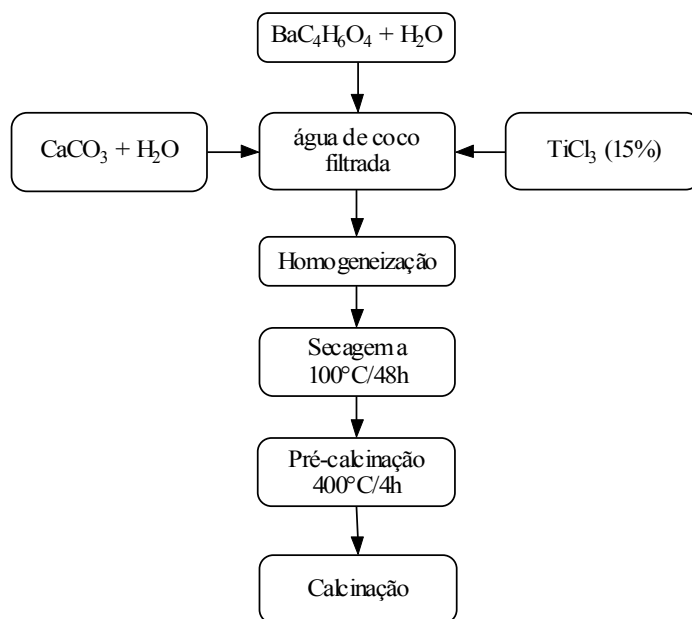 BaC₄H₆O₄ + H₂O
CaCO₃ + H₂O
água de coco
filtrada
TiCl₃ (15%)
Homogeneização
Secagem a
100°C/48h
Pré-calcinação
400°C/4h
Calcinação